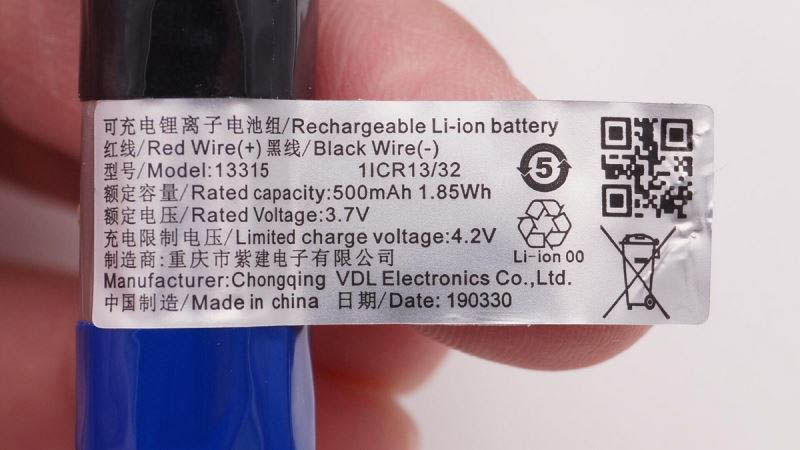 可充电锂离子电池组/Rechargeable Li-ion battery
红线/Red Wire(+) 黑线/Black Wire(-)
型号/Model:13315 1ICR13/32
额定容量/Rated capacity:500mAh 1.85Wh
额定电压/Rated Voltage:3.7V
充电限制电压/Limited charge voltage:4.2V
制造商:重庆市紫建电子有限公司
Manufacturer:Chongqing VDL Electronics Co.,Ltd.
中国制造/Made in china 日期/Date: 190330
5
Li-ion 00